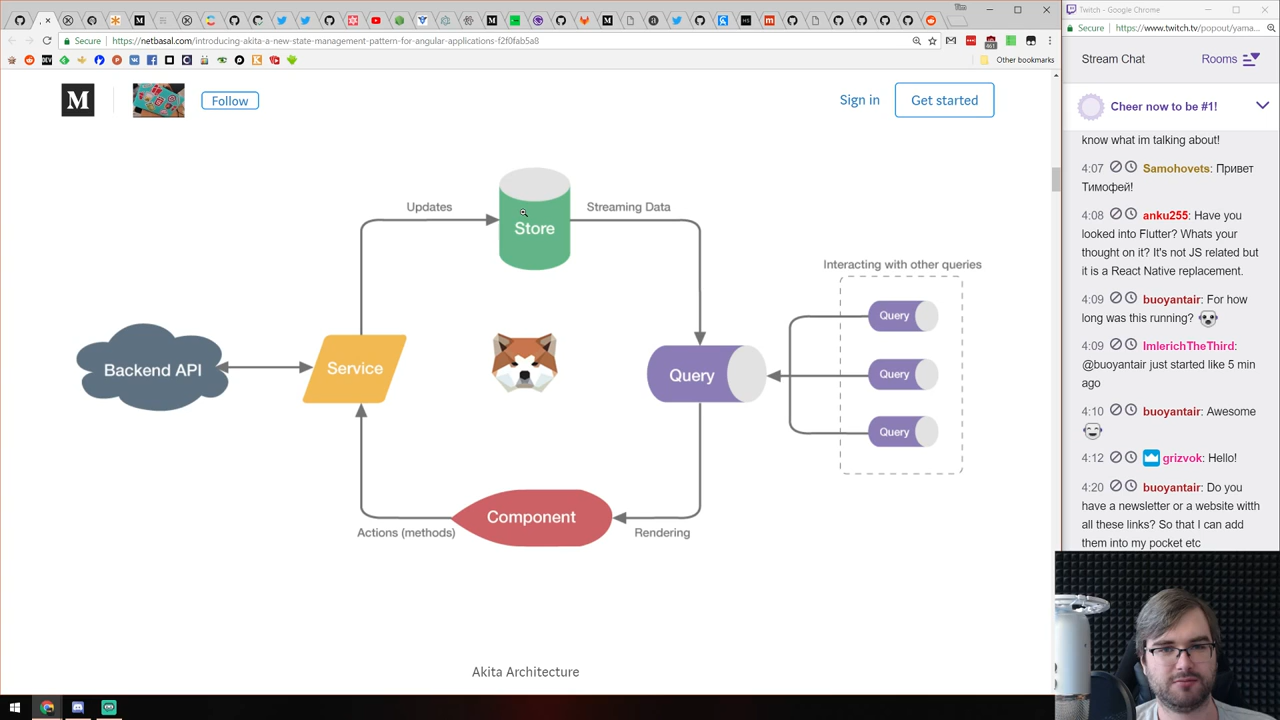 Secure
https://netbasal.com/introducing-akita-a-new-state-management-pattern-for-angular-applications-f2f0fab5a8
Other bookmarks
M
Follow
Sign in
Get started
Updates
Store
Streaming Data
Interacting with other queries
Backend API
Service
Query
Query
Query
Query
Component
Actions (methods)
Rendering
Akita Architecture
Twitch - Google Chrome
Secure
https://www.twitch.tv/popout/yama...
Stream Chat
Rooms
Cheer now to be #1!
know what im talking about!
4:07 Samohovets: Привет
Тимофей!
4:08 anku255: Have you
looked into Flutter? Whats your
thought on it? It's not JS related but
it is a React Native replacement.
4:09 buoyantair: For how
long was this running?
4:09 ImlerichTheThird:
@buoyantair just started like 5 min
ago
4:10 buoyantair: Awesome
4:12 grizvok: Hello!
4:20 buoyantair: Do you
have a newsletter or a website witth
all these links? So that I can add
them into my pocket etc